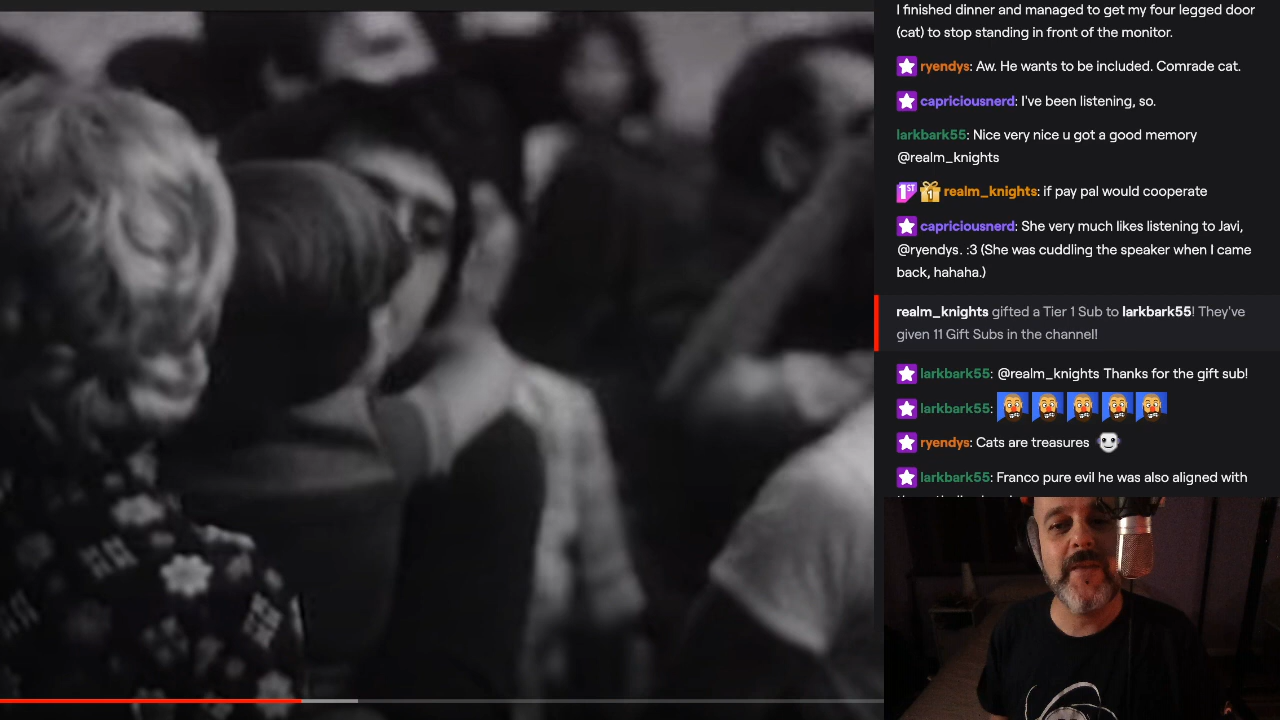 I finished dinner and managed to get my four legged door
(cat) to stop standing in front of the monitor.
ryendys: Aw. He wants to be included. Comrade cat.
capriciousnerd: I've been listening, so.
larkbark55: Nice very nice u got a good memory
@realm_knights
1ST 1 realm_knights: if pay pal would cooperate
capriciousnerd: She very much likes listening to Javi,
@ryendys. :3 (She was cuddling the speaker when I came
back, hahaha.)
realm_knights gifted a Tier 1 Sub to larkbark55! They've
given 11 Gift Subs in the channel!
larkbark55: @realm_knights Thanks for the gift sub!
larkbark55:
ryendys: Cats are treasures
larkbark55: Franco pure evil he was also aligned with